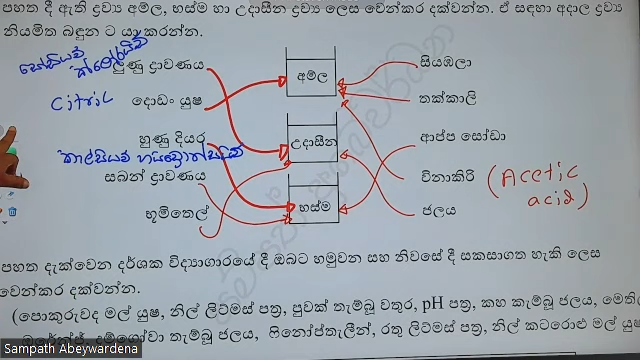 පහත දී ඇති ද්‍රව්‍ය අම්ල, භස්ම හා උදාසීන ද්‍රව්‍ය ලෙස වෙන්කර දක්වන්න. ඒ සඳහා අදාල ද්‍රව්‍ය
නියමිත බඳුන ට යා කරන්න.
සෝඩියම් ක්ලෝරයිඩ්
ලුණු ද්‍රාවණය
Citric
දොඩං යුෂ
හුණු දියර
කාල්සියම් හයිඩ්‍රොක්සයිඩ්
සබන් ද්‍රාවණය
භූමිතෙල්
අම්ල
උදාසීන
භස්ම
සියඹලා
තක්කාලි
ආප්ප සෝඩා
විනාකිරි (Acetic acid)
ජලය
පහත දැක්වෙන දර්ශක විද්‍යාගාරයේ දී ඔබට හමුවන සහ නිවසේ දී සකසාගත හැකි ලෙස
වෙන්කර දක්වන්න.
(පොකුරුවද මල් යුෂ, නිල් ලිට්මස් පත්‍ර, පුවක් තැම්බූ වතුර, pH පත්‍ර, කහ කැම්බූ ජලය, මෙතිල්
තැම්බූ ජලය, ෆිනෝප්තැලීන්, රතු ලිට්මස් පත්‍ර, නිල් කටරොළු මල් යුෂ
Sampath Abeywardena